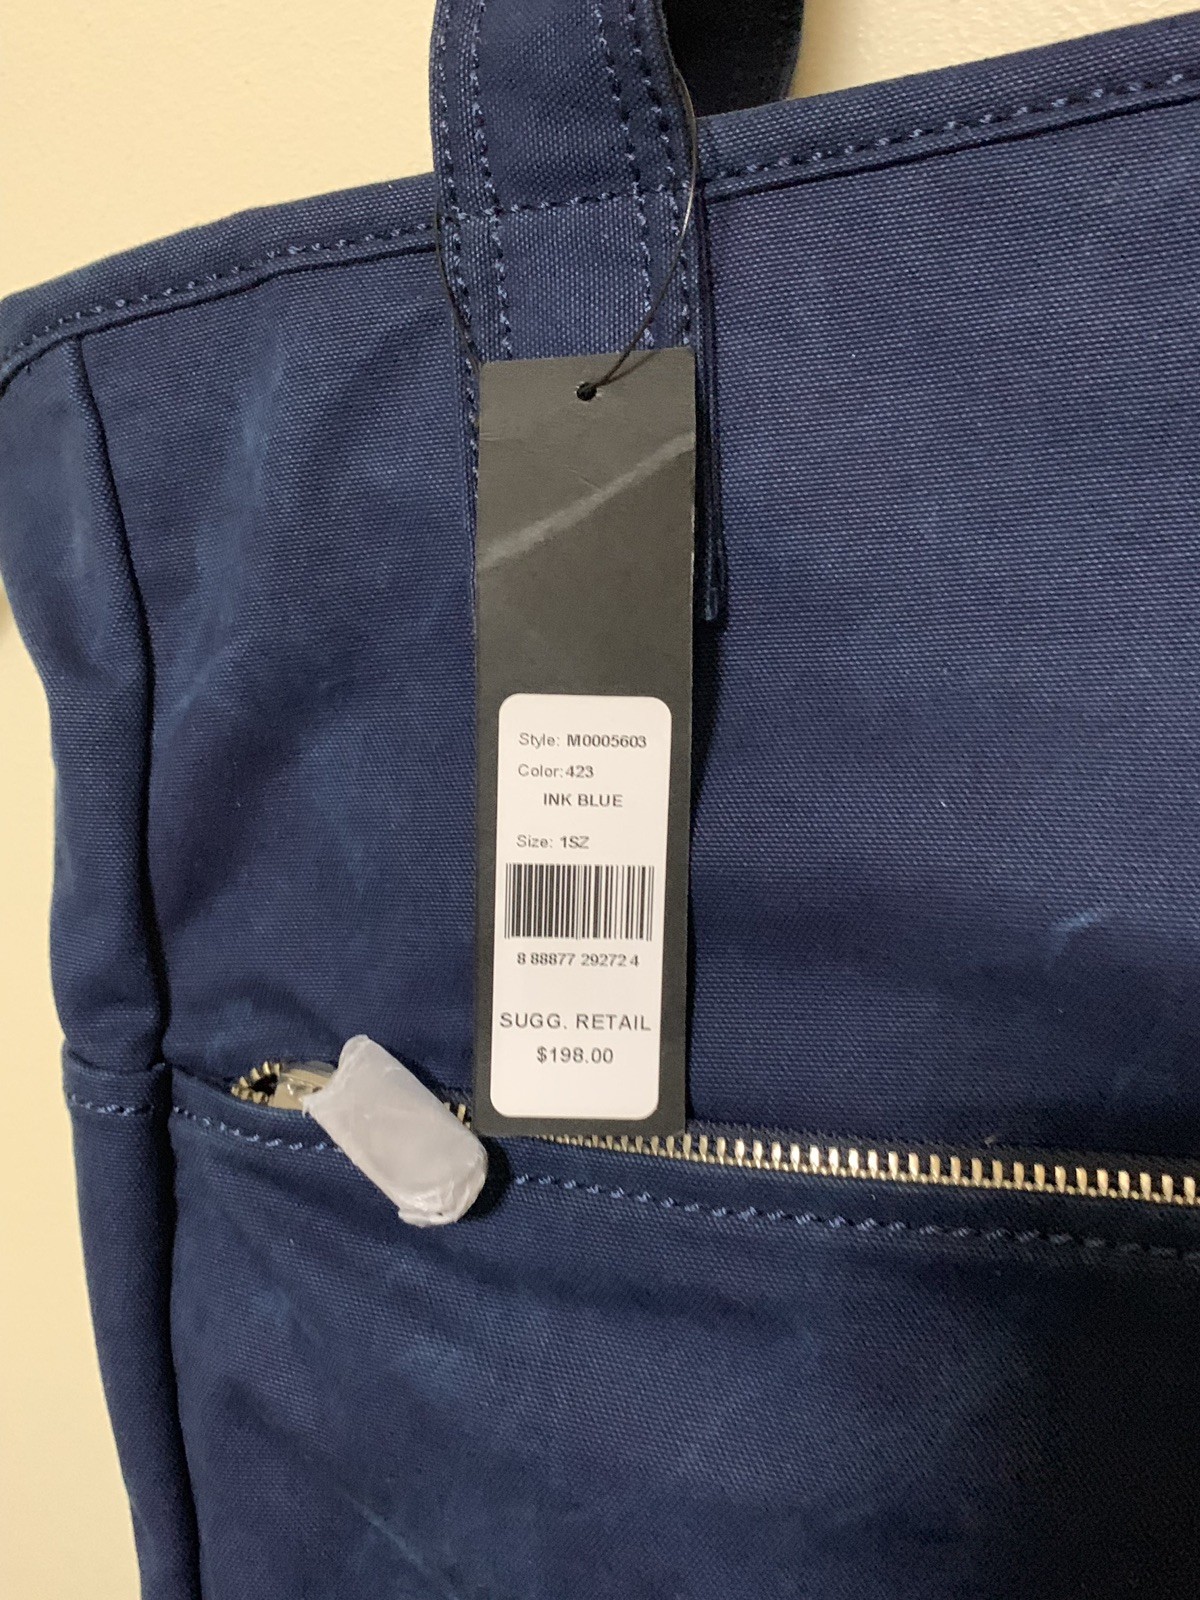 Style: M0005603
Color:423
INK BLUE
Size: 1SZ
8 88877 29272 4
SUGG. RETAIL
$198.00